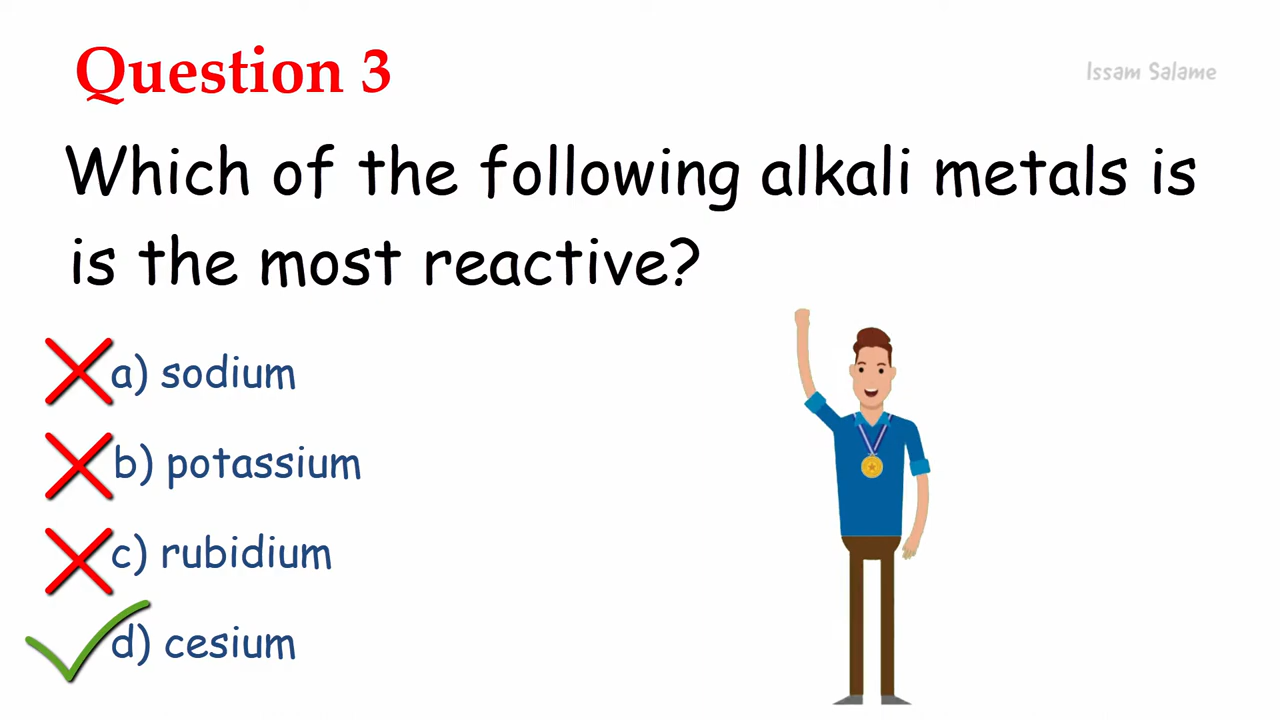 Question 3
Issam Salame
Which of the following alkali metals is
is the most reactive?
a) sodium
b) potassium
c) rubidium
d) cesium